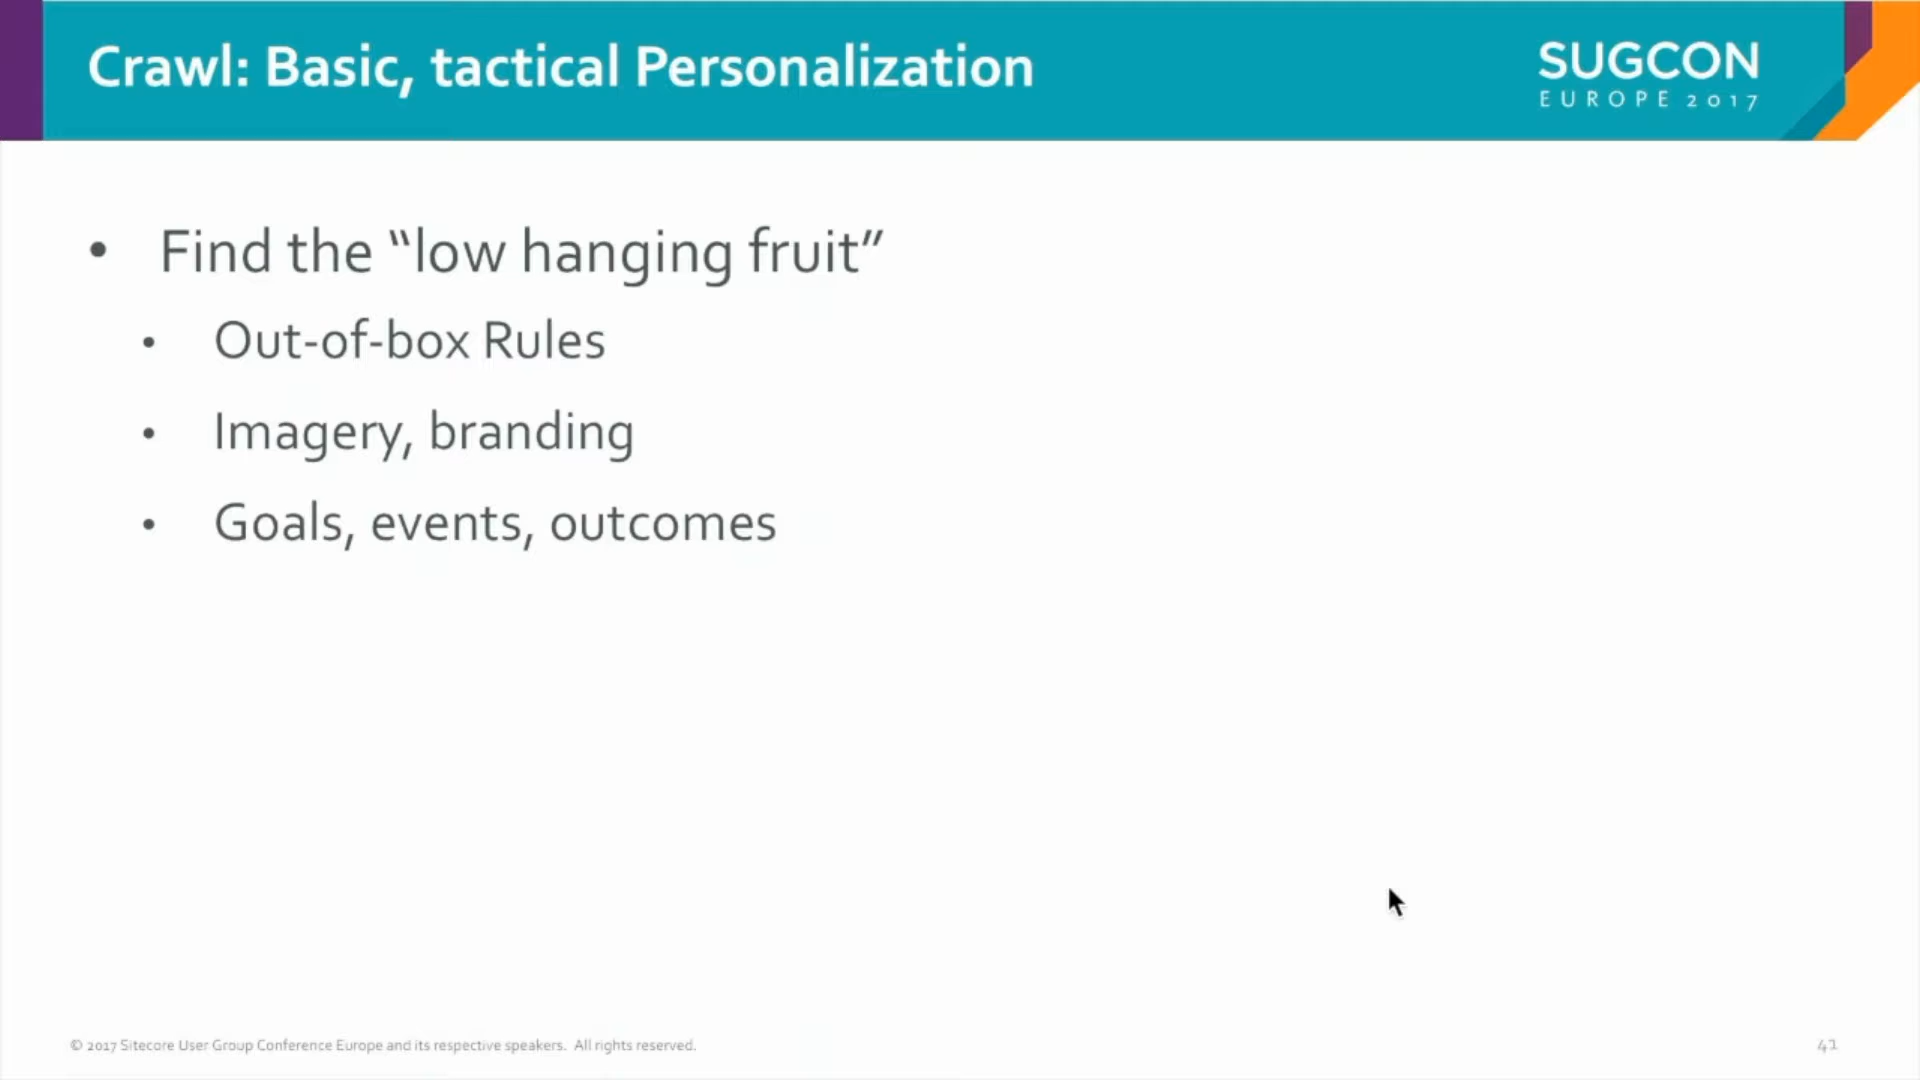 Crawl: Basic, tactical Personalization
SUGCON
EUROPE 2017
• Find the “low hanging fruit”
• Out-of-box Rules
• Imagery, branding
• Goals, events, outcomes
© 2017 Sitecore User Group Conference Europe and its respective speakers. All rights reserved.
41